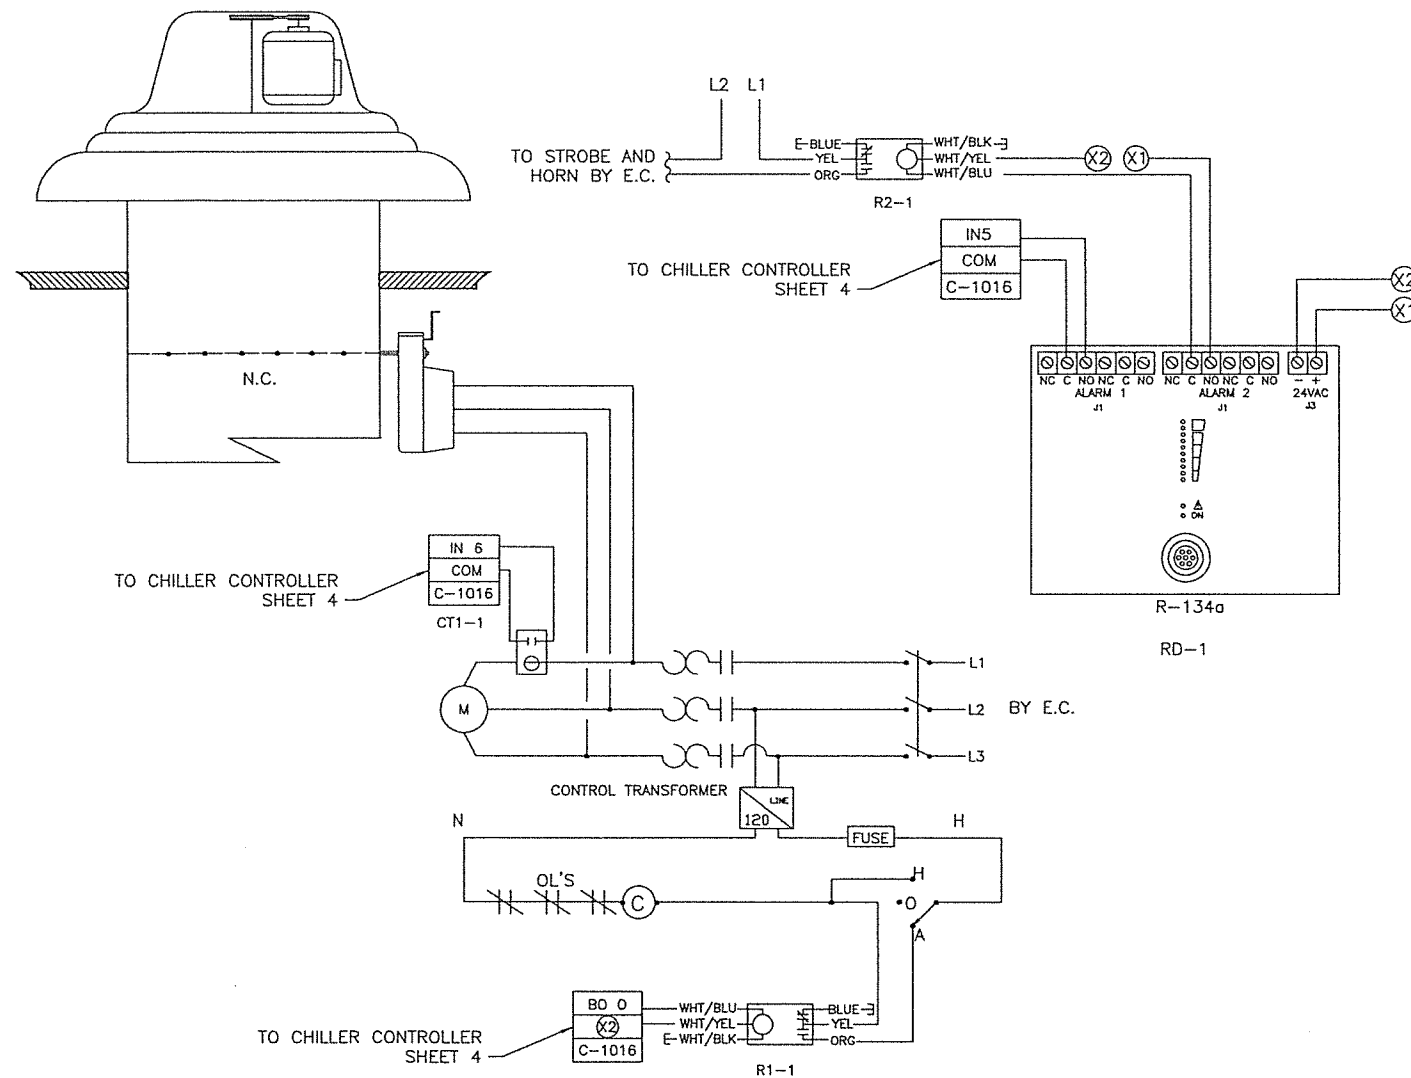 L2 L1
TO STROBE AND
HORN BY E.C.
BLUE
YEL
ORG
WHT/BLK
WHT/YEL
WHT/BLU
X2 X1
R2-1
IN5
COM
C-1016
TO CHILLER CONTROLLER
SHEET 4
X2
X1
N.C.
NC C NO NC C NO
ALARM 1
J1
NC C NO NC C NO
ALARM 2
J1
- +
24VAC
J3
ON
R-134a
RD-1
IN 6
COM
C-1016
TO CHILLER CONTROLLER
SHEET 4
CT1-1
M
L1
L2 BY E.C.
L3
CONTROL TRANSFORMER
LINE
120
N
FUSE
H
OL'S
C
H
O
A
BO 0
X2
C-1016
TO CHILLER CONTROLLER
SHEET 4
WHT/BLU
WHT/YEL
WHT/BLK
BLUE
YEL
ORG
R1-1